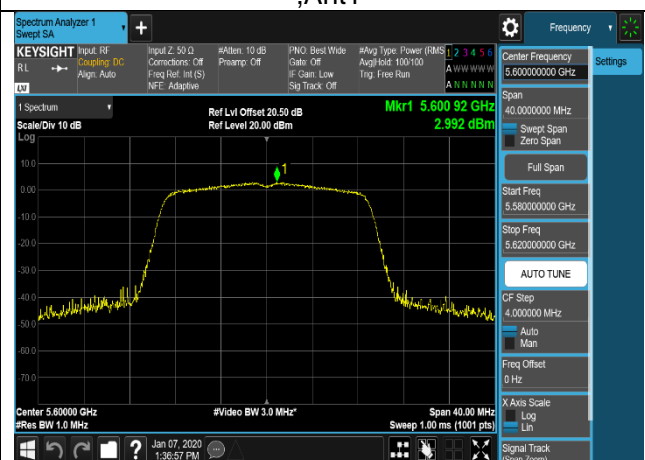 ,Ant1
Spectrum Analyzer 1
Swept SA
Frequency
KEYSIGHT
RL
LXI
Input: RF
Coupling: DC
Align: Auto
Input Z: 50 Ω
Corrections: Off
Freq Ref: Int (S)
NFE: Adaptive
#Atten: 10 dB
Preamp: Off
PNO: Best Wide
Gate: Off
IF Gain: Low
Sig Track: Off
#Avg Type: Power (RMS
Avg|Hold: 100/100
Trig: Free Run
1 2 3 4 5 6
A W W W W W
A N N N N N
Center Frequency
5.600000000 GHz
Settings
Span
40.0000000 MHz
Swept Span
Zero Span
Full Span
Start Freq
5.580000000 GHz
Stop Freq
5.620000000 GHz
AUTO TUNE
CF Step
4.000000 MHz
Auto
Man
Freq Offset
0 Hz
X Axis Scale
Log
Lin
Signal Track
(Span Zoom)
1 Spectrum
Scale/Div 10 dB
Log
Ref Lvl Offset 20.50 dB
Ref Level 20.00 dBm
Mkr1 5.600 92 GHz
2.992 dBm
1
10.0
0.00
-10.0
-20.0
-30.0
-40.0
-50.0
-60.0
-70.0
Center 5.60000 GHz
#Res BW 1.0 MHz
#Video BW 3.0 MHz*
Span 40.00 MHz
Sweep 1.00 ms (1001 pts)
Jan 07, 2020
1:36:57 PM